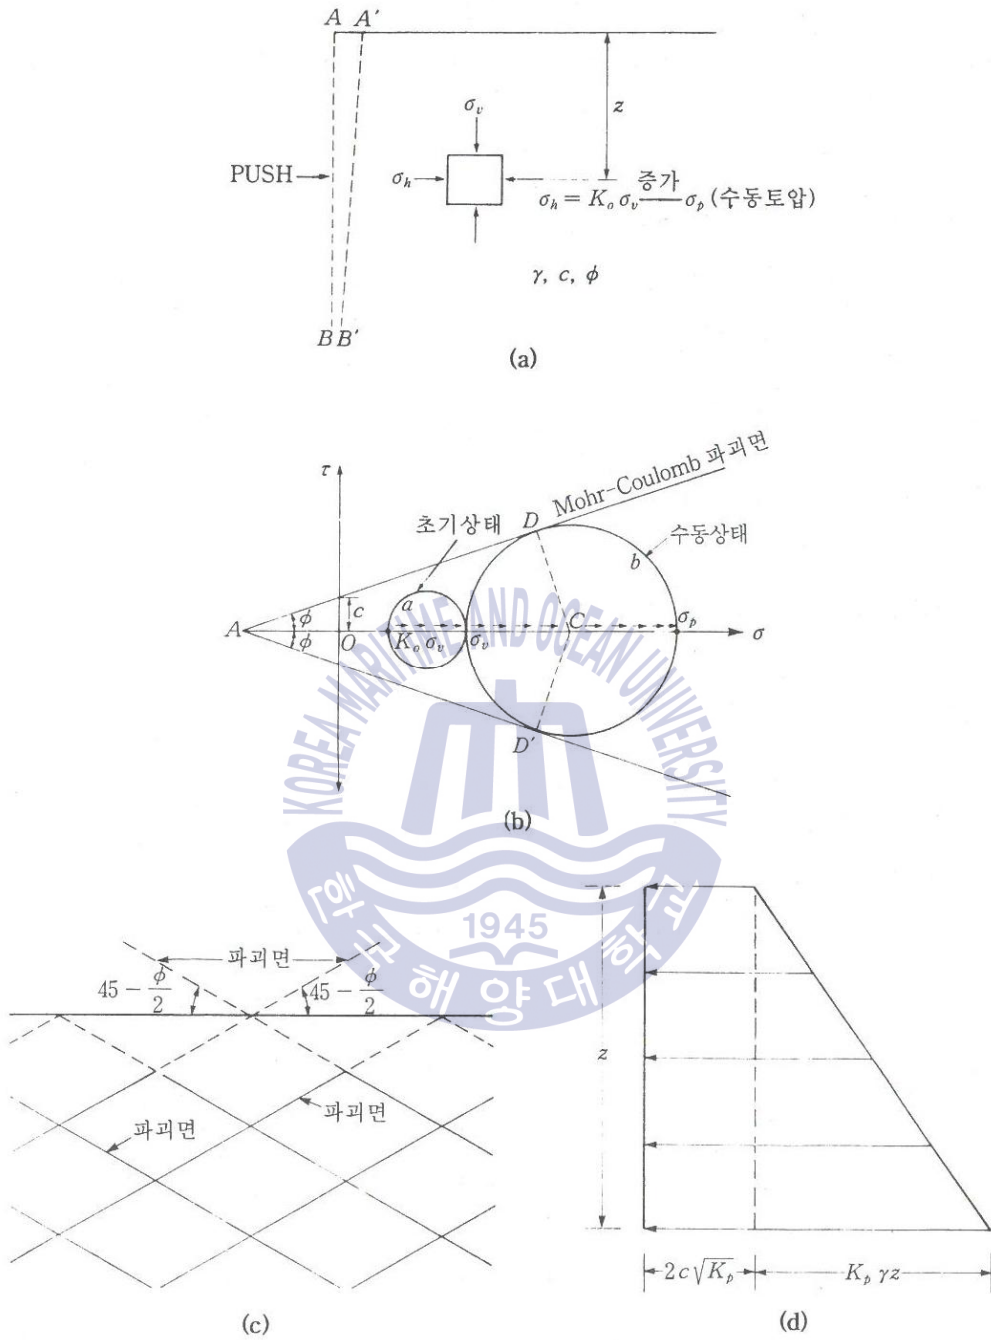 A A′
z
σv
PUSH
σh
σh = Ko σv 증가 σp (수동토압)
γ, c, ϕ
B B′
(a)
τ
Mohr-Coulomb 파괴면
D
초기상태
수동상태
b
a
c
ϕ
A
ϕ
O
Ko σv
σv
C
σp
σ
D′
(b)
KOREA MARITIME AND OCEAN UNIVERSITY
1945
한국해양대학교
파괴면
45 − ϕ/2
45 − ϕ/2
파괴면
파괴면
(c)
z
2c√Kp
Kp γz
(d)